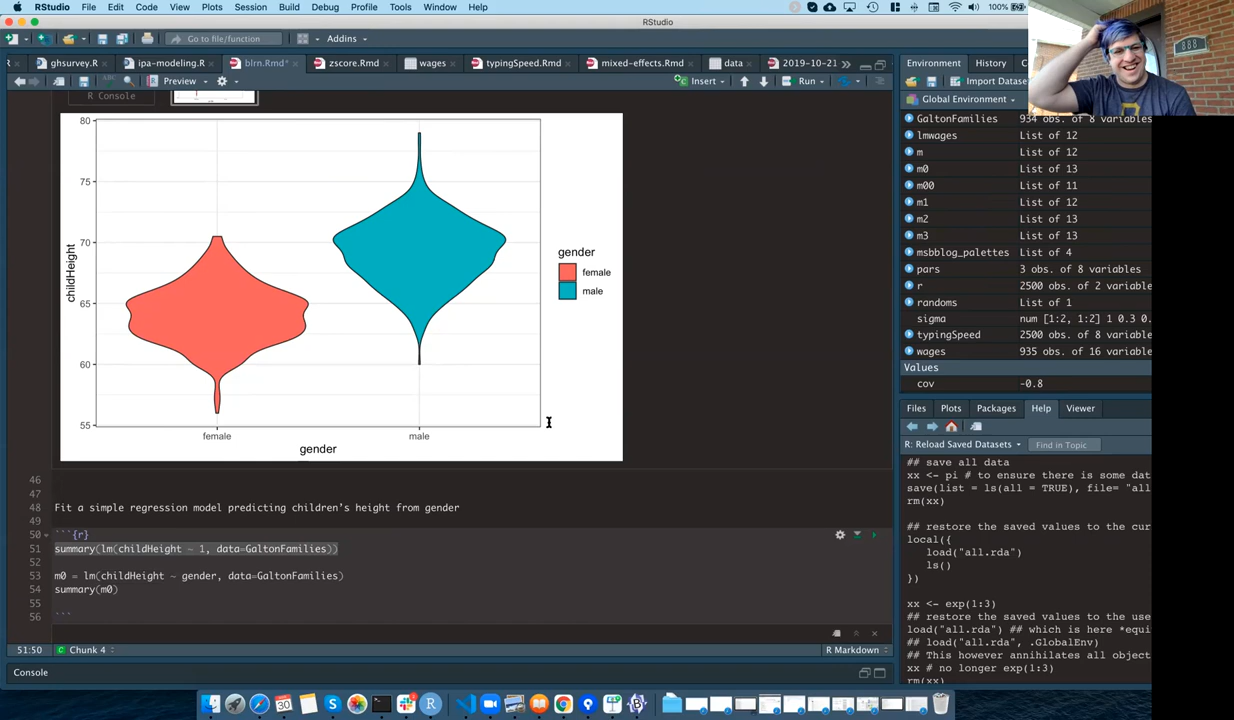 RStudio File Edit Code View Plots Session Build Debug Profile Tools Window Help
100%
RStudio
Go to file/function
Addins
ghsurvey.R
ipa-modeling.R
blrn.Rmd*
zscore.Rmd
wages
typingSpeed.Rmd
mixed-effects.Rmd
data
2019-10-21
Preview
Insert
Run
R Console
80
75
70
65
60
55
childHeight
female
male
gender
gender
female
male
46
47
48 Fit a simple regression model predicting children's height from gender
49
50 ```{r}
51 summary(lm(childHeight ~ 1, data=GaltonFamilies))
52
53 m0 = lm(childHeight ~ gender, data=GaltonFamilies)
54 summary(m0)
55
56 ```
51:50
Chunk 4
R Markdown
Console
Environment
History
Import Datase
Global Environment
GaltonFamilies 934 obs. of 8 variables
lmwages List of 12
m List of 12
m0 List of 13
m00 List of 11
m1 List of 12
m2 List of 13
m3 List of 13
msbblog_palettes List of 4
pars 3 obs. of 8 variables
r 2500 obs. of 2 variable
randoms List of 1
sigma num [1:2, 1:2] 1 0.3 0.
typingSpeed 2500 obs. of 8 variable
wages 935 obs. of 16 variable
Values
cov -0.8
Files Plots Packages Help Viewer
R: Reload Saved Datasets
Find in Topic
## save all data
xx <- pi # to ensure there is some dat
save(list = ls(all = TRUE), file= "all
rm(xx)
## restore the saved values to the cur
local({
load("all.rda")
ls()
})
xx <- exp(1:3)
## restore the saved values to the use
load("all.rda") ## which is here *equi
## load("all.rda", .GlobalEnv)
## This however annihilates all object
xx # no longer exp(1:3)
rm(xx)
888
30